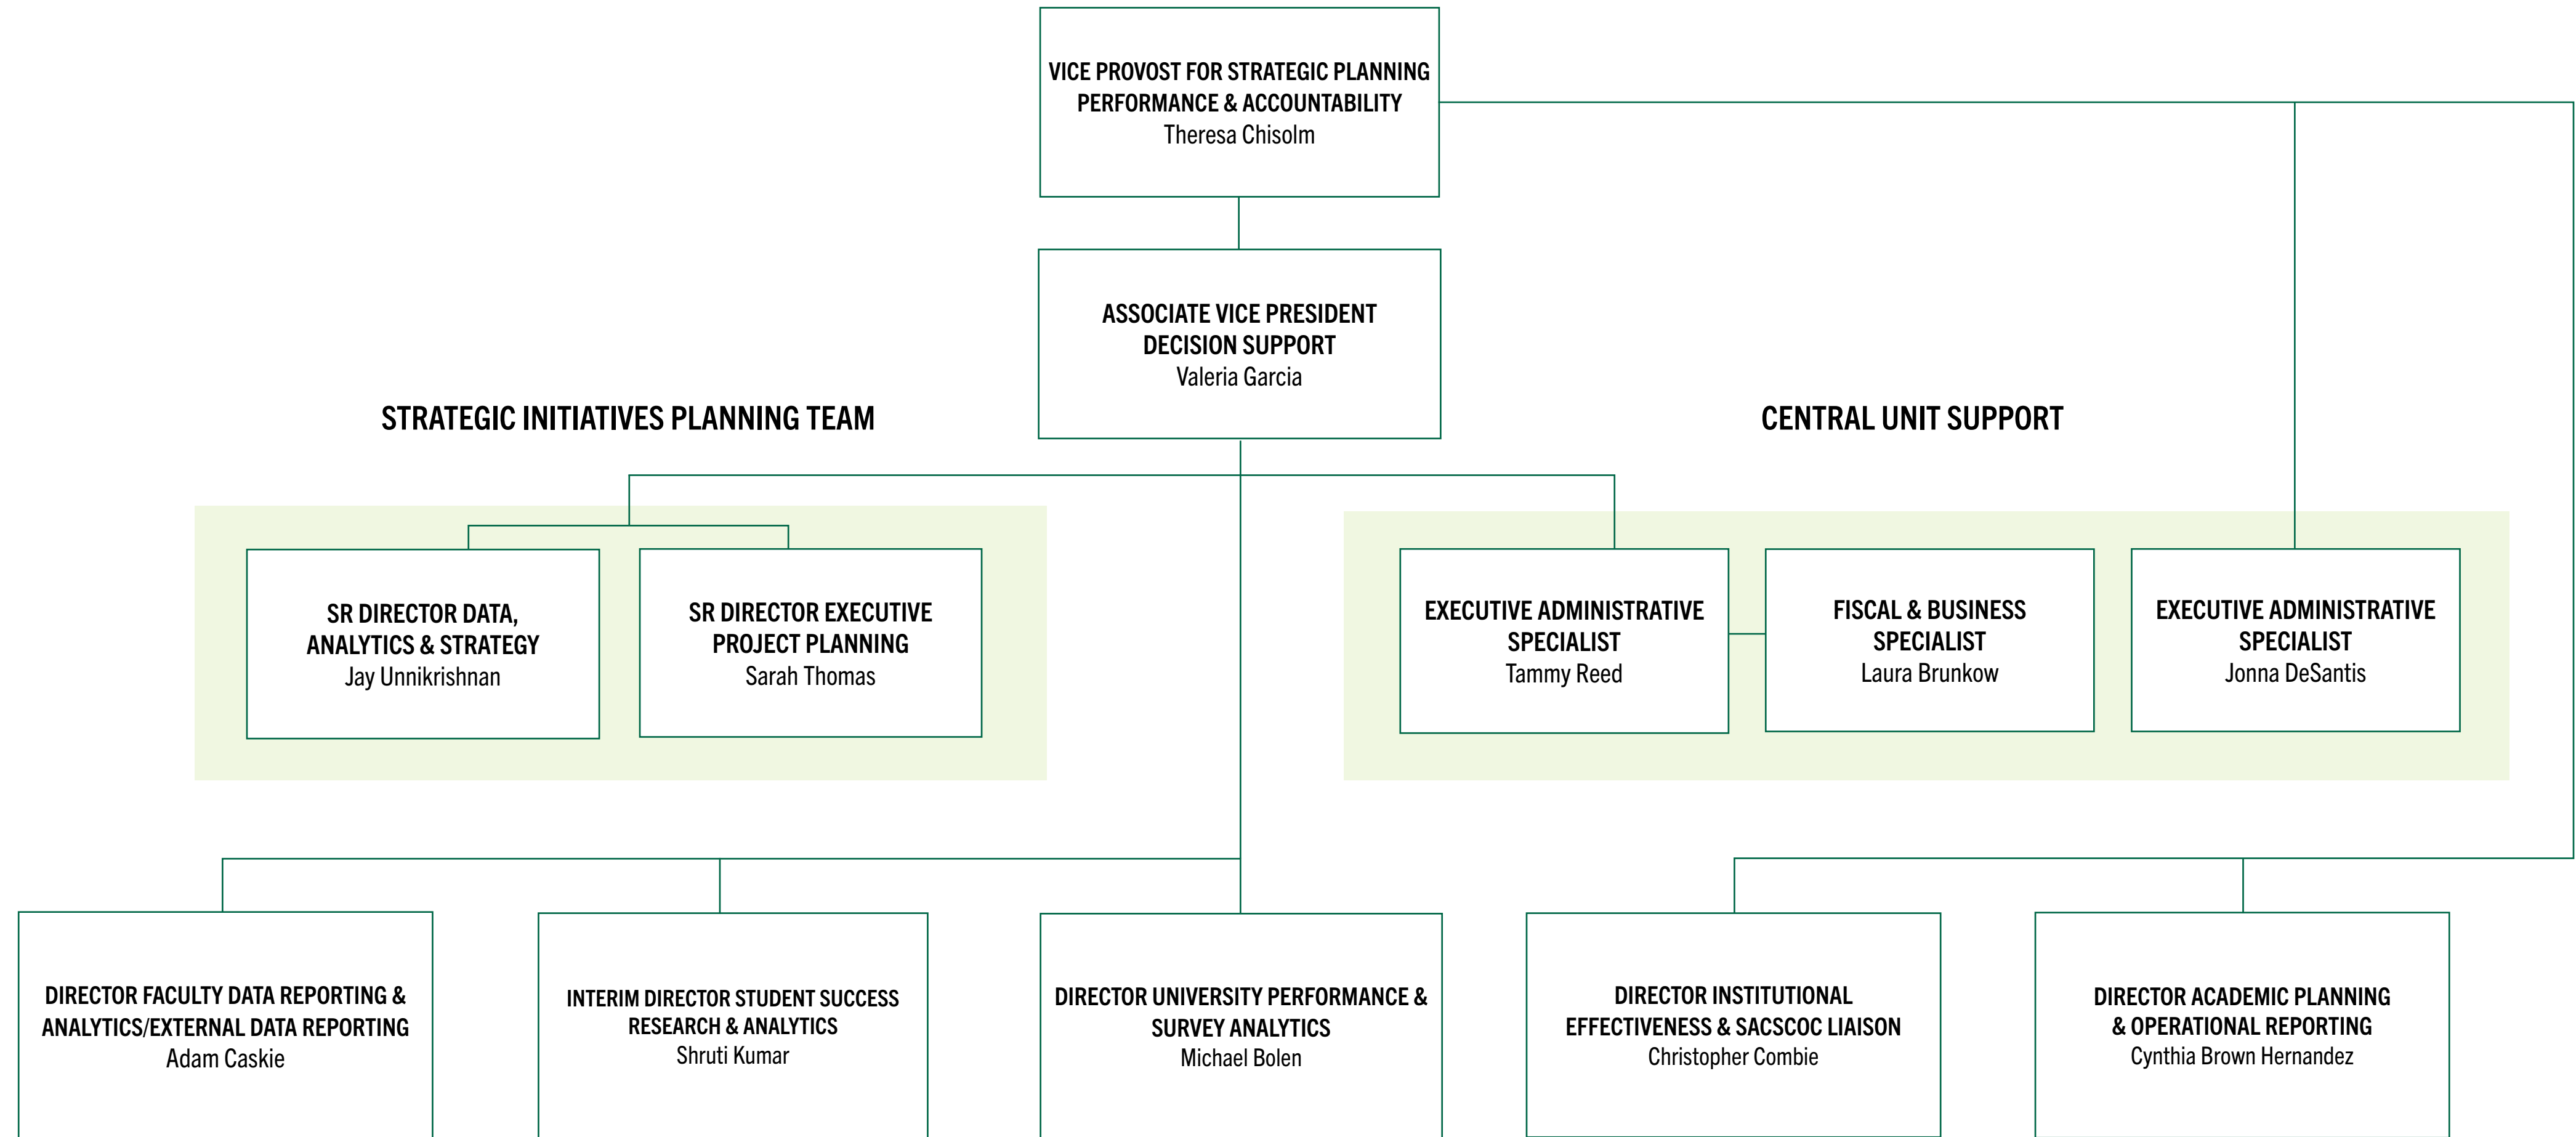 VICE PROVOST FOR STRATEGIC PLANNING
PERFORMANCE & ACCOUNTABILITY
Theresa Chisolm
ASSOCIATE VICE PRESIDENT
DECISION SUPPORT
Valeria Garcia
STRATEGIC INITIATIVES PLANNING TEAM
CENTRAL UNIT SUPPORT
SR DIRECTOR DATA,
ANALYTICS & STRATEGY
Jay Unnikrishnan
SR DIRECTOR EXECUTIVE
PROJECT PLANNING
Sarah Thomas
EXECUTIVE ADMINISTRATIVE
SPECIALIST
Tammy Reed
FISCAL & BUSINESS
SPECIALIST
Laura Brunkow
EXECUTIVE ADMINISTRATIVE
SPECIALIST
Jonna DeSantis
DIRECTOR FACULTY DATA REPORTING &
ANALYTICS/EXTERNAL DATA REPORTING
Adam Caskie
INTERIM DIRECTOR STUDENT SUCCESS
RESEARCH & ANALYTICS
Shruti Kumar
DIRECTOR UNIVERSITY PERFORMANCE &
SURVEY ANALYTICS
Michael Bolen
DIRECTOR INSTITUTIONAL
EFFECTIVENESS & SACSCOC LIAISON
Christopher Combie
DIRECTOR ACADEMIC PLANNING
& OPERATIONAL REPORTING
Cynthia Brown Hernandez